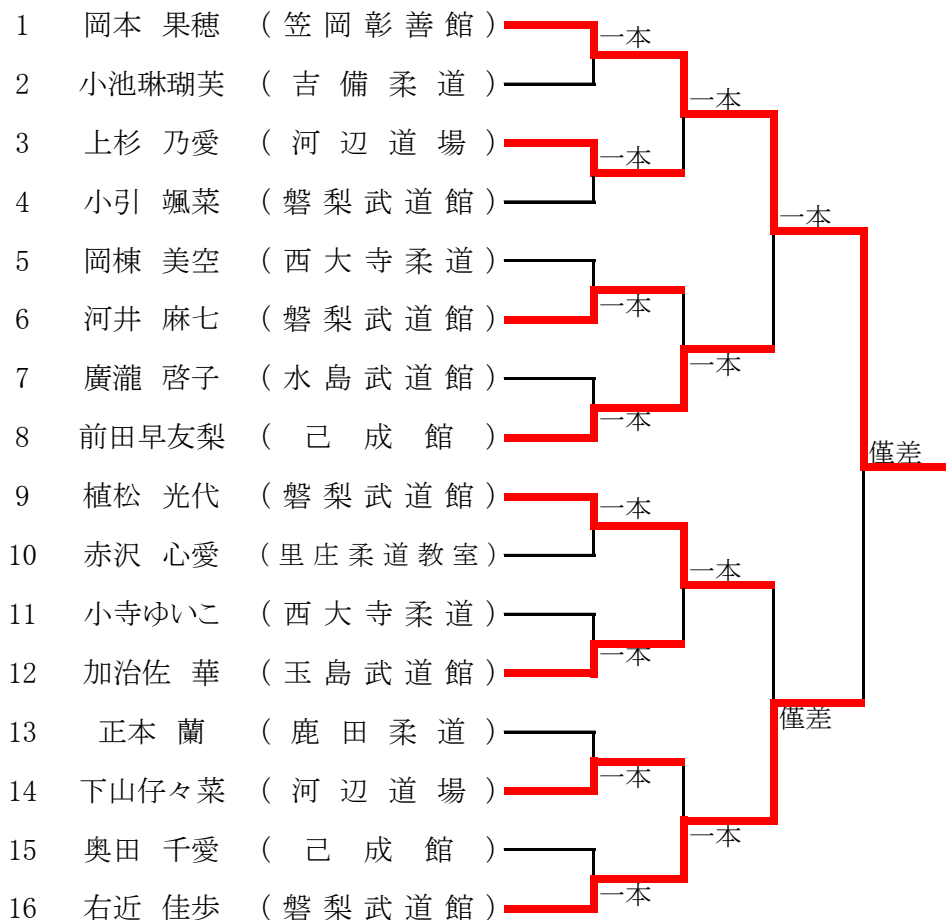 1 岡本 果穂 (笠岡彰善館)
一本
2 小池琳瑚芙 (吉備柔道)
一本
3 上杉 乃愛 (河辺道場)
一本
4 小引 颯菜 (磐梨武道館)
一本
5 岡棟 美空 (西大寺柔道)
一本
6 河井 麻七 (磐梨武道館)
一本
7 廣瀧 啓子 (水島武道館)
一本
8 前田早友梨 (己成館)
僅差
9 植松 光代 (磐梨武道館)
一本
10 赤沢 心愛 (里庄柔道教室)
一本
11 小寺ゆいこ (西大寺柔道)
一本
12 加治佐 華 (玉島武道館)
僅差
13 正本 蘭 (鹿田柔道)
一本
14 下山仔々菜 (河辺道場)
一本
15 奥田 千愛 (己成館)
一本
16 右近 佳歩 (磐梨武道館)